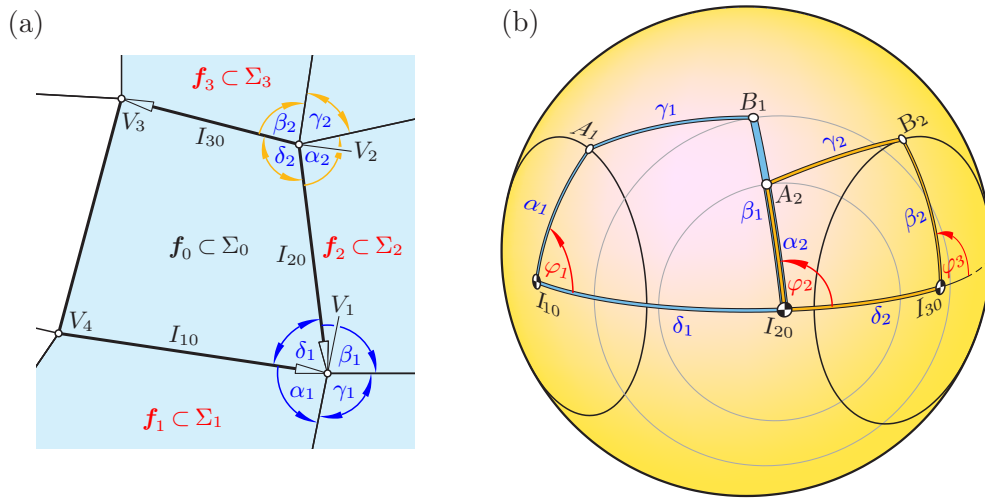 (a)
(b)
f₃ ⊂ Σ₃
V₃
I₃₀
β₂
γ₂
δ₂
α₂
V₂
f₀ ⊂ Σ₀
I₂₀
f₂ ⊂ Σ₂
V₁
V₄
I₁₀
δ₁
β₁
α₁
γ₁
f₁ ⊂ Σ₁
B₁
γ₁
A₁
B₂
γ₂
A₂
α₁
β₁
β₂
α₂
φ₁
φ₂
φ₃
I₁₀
I₂₀
I₃₀
δ₁
δ₂